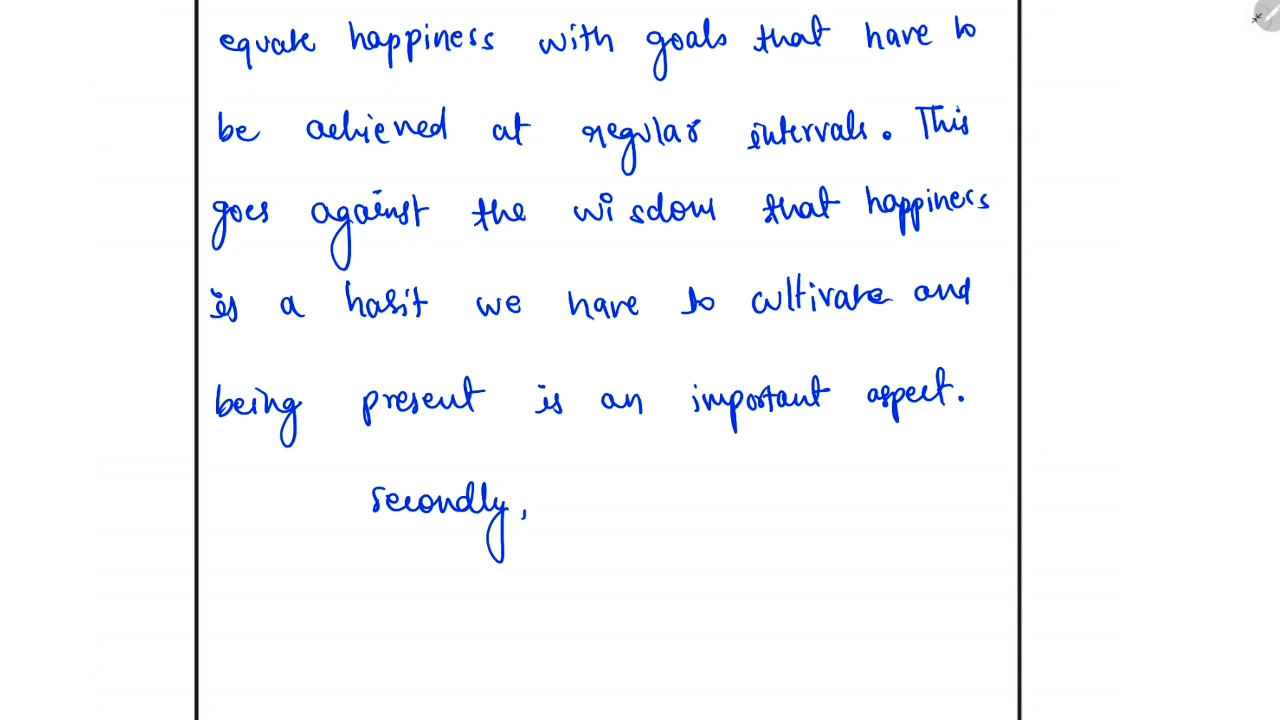 equate happiness with goals that have to
be achieved at regular intervals. This
goes against the wisdom that happiness
is a habit we have to cultivate and
being present is an important aspect.
secondly,